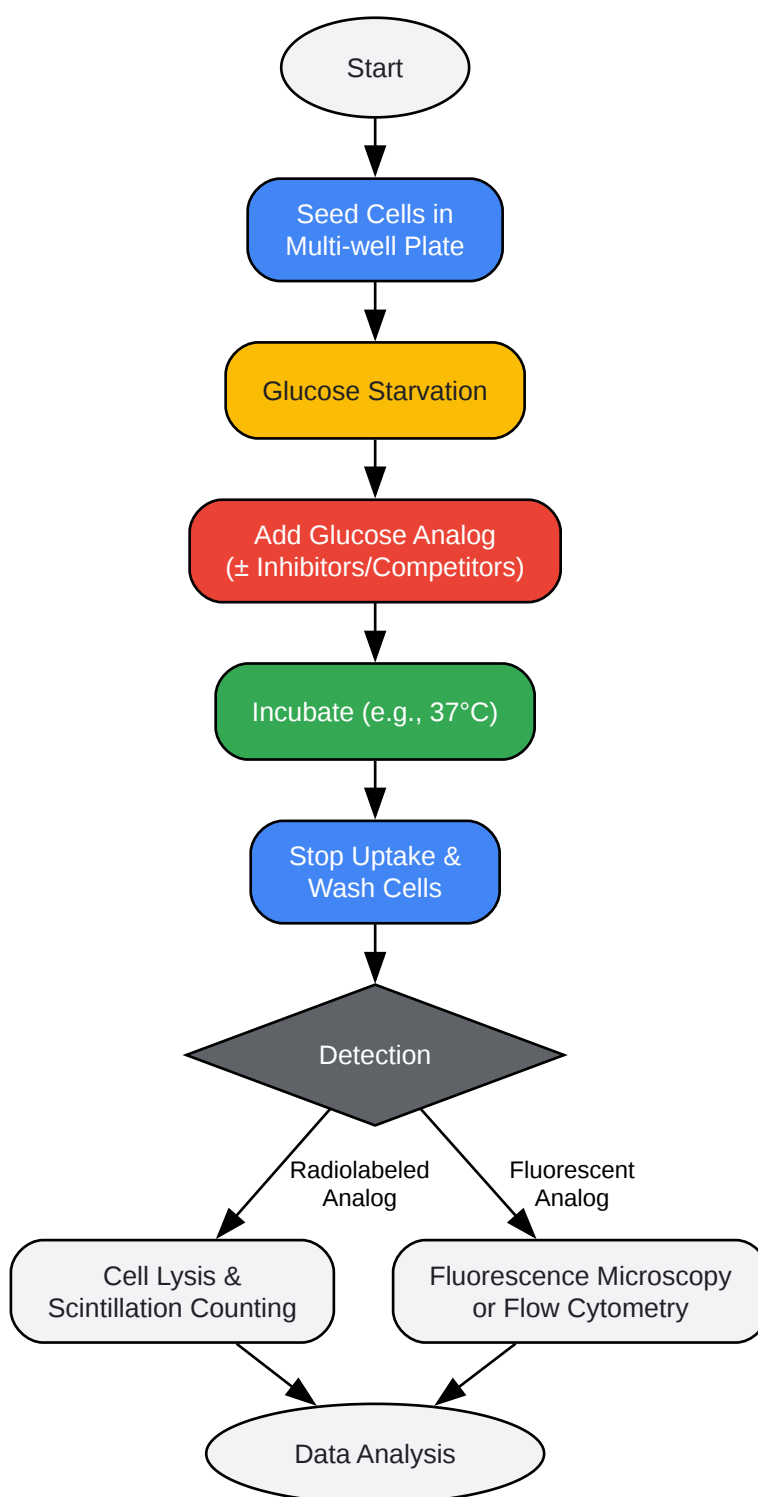 Start
Seed Cells in
Multi-well Plate
Glucose Starvation
Add Glucose Analog
(± Inhibitors/Competitors)
Incubate (e.g., 37°C)
Stop Uptake &
Wash Cells
Detection
Radiolabeled
Analog
Fluorescent
Analog
Cell Lysis &
Scintillation Counting
Fluorescence Microscopy
or Flow Cytometry
Data Analysis